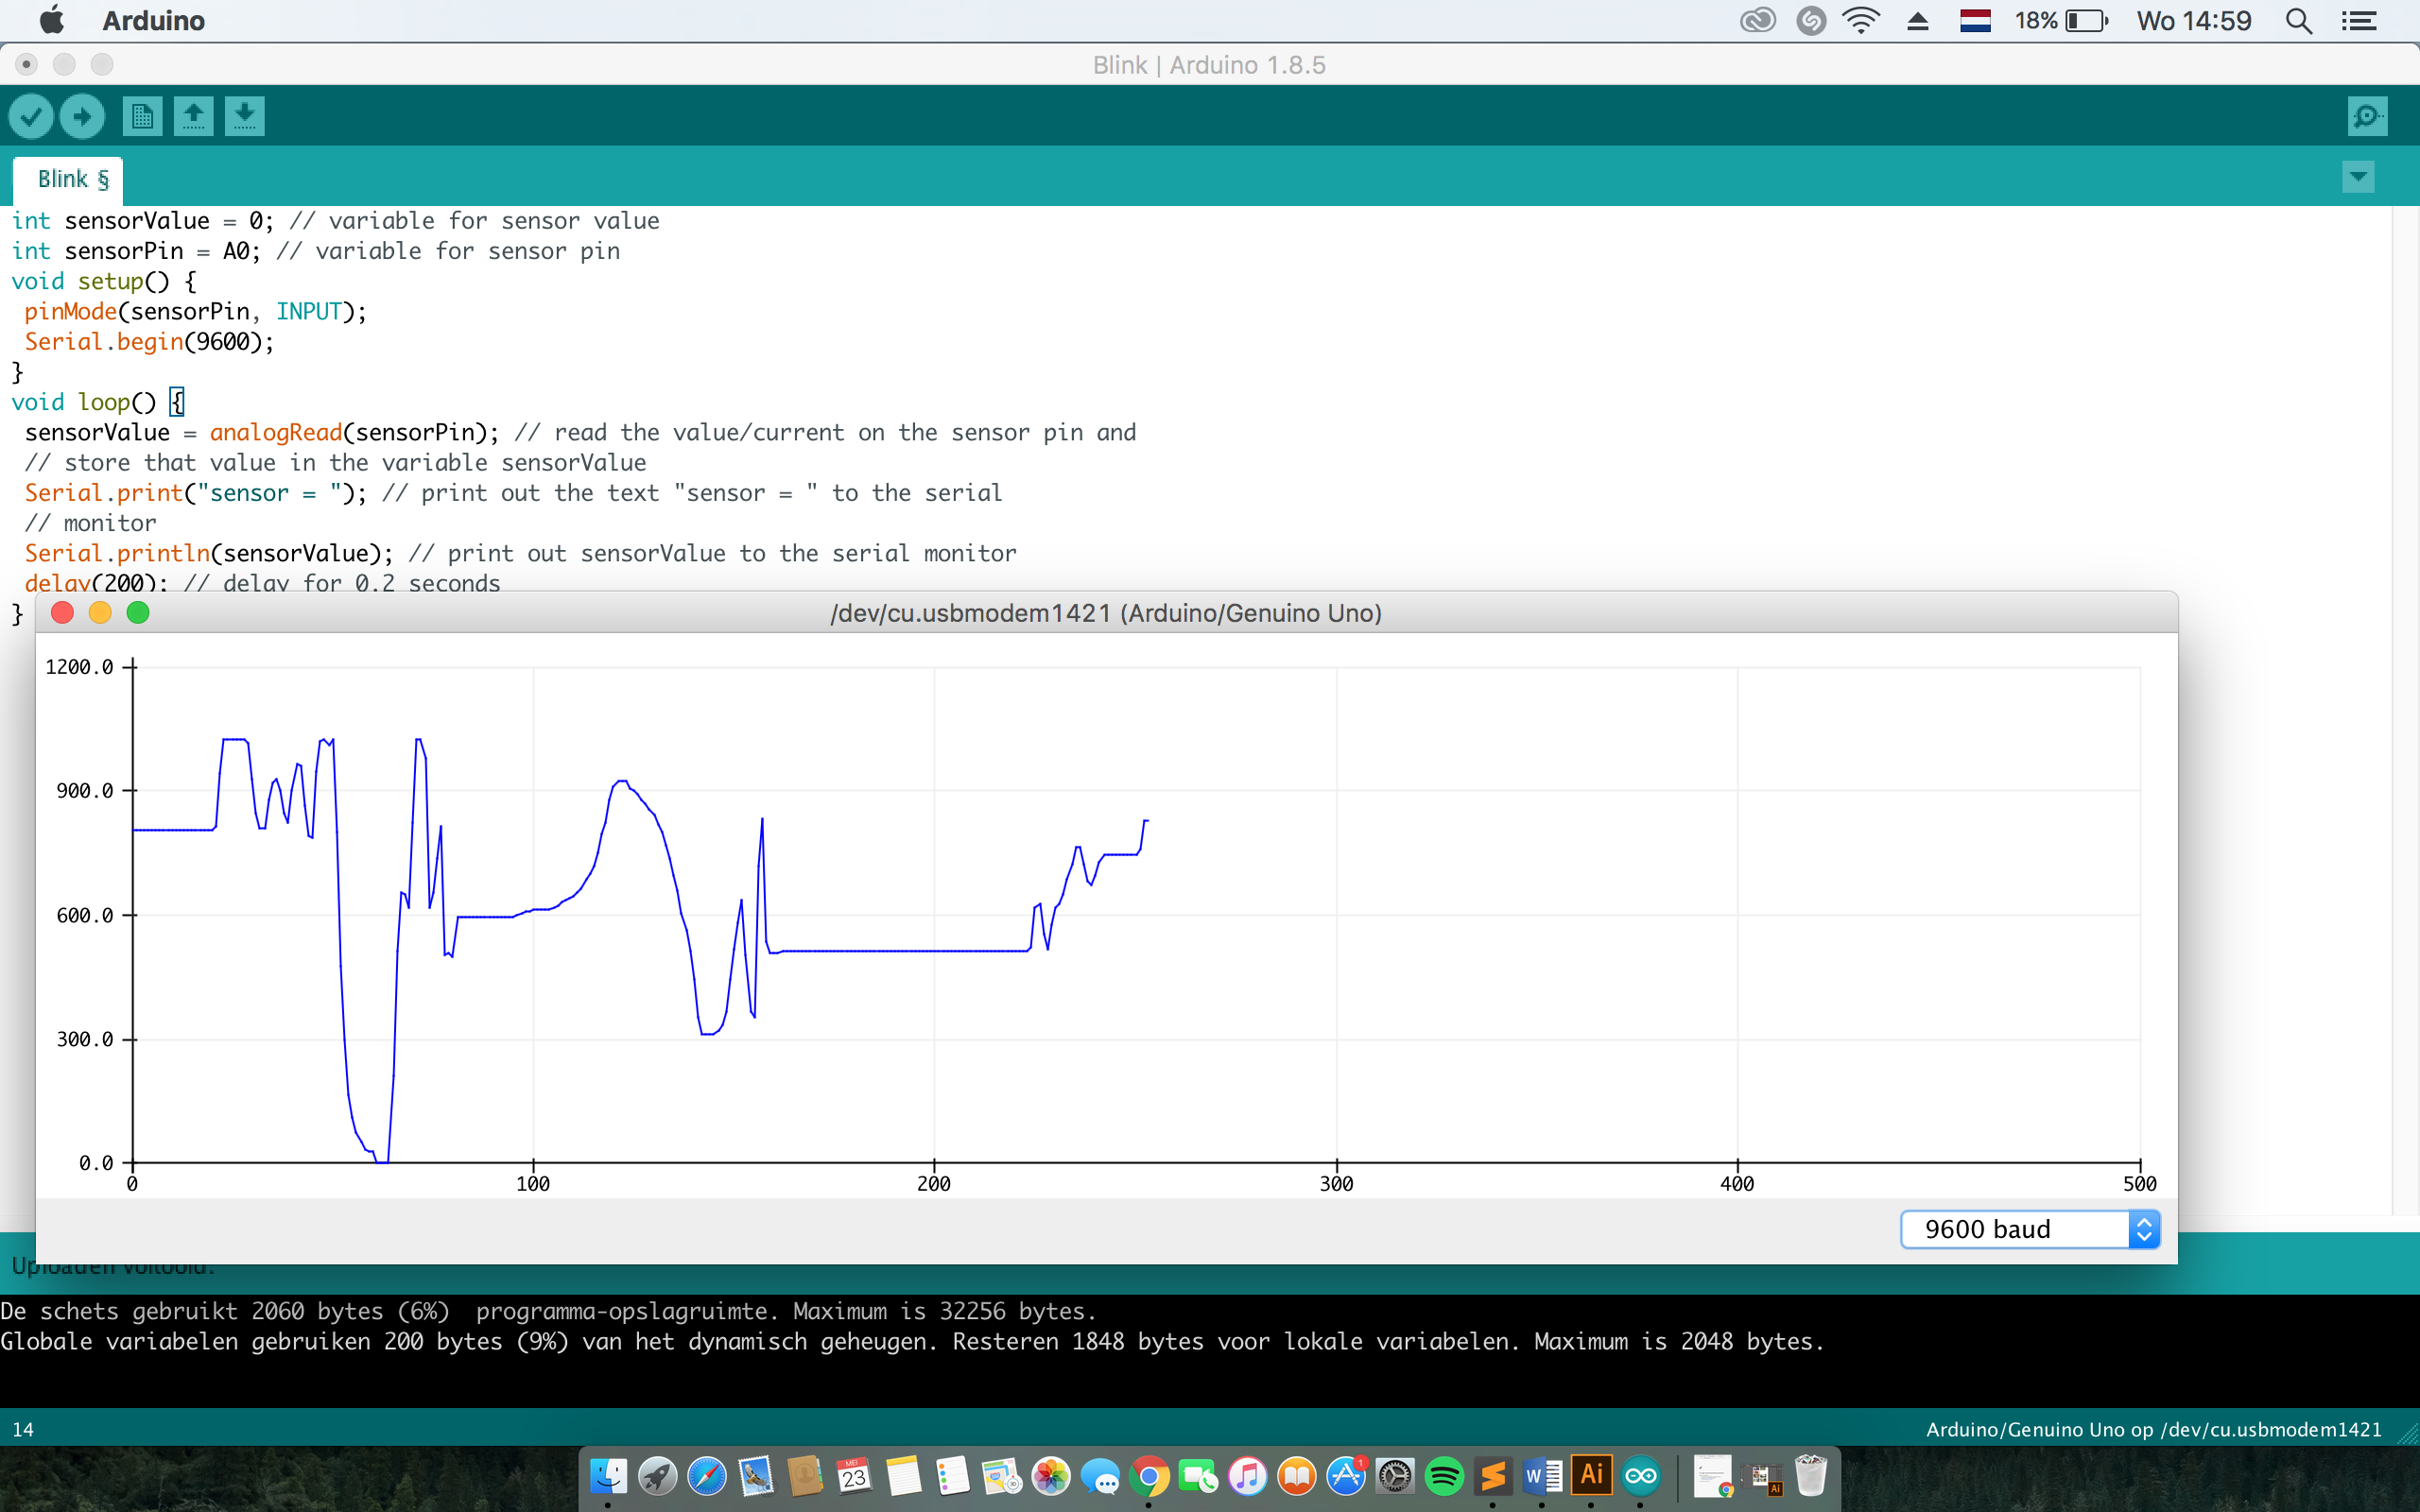 Arduino
18%
Wo 14:59
Blink | Arduino 1.8.5
Blink §
int sensorValue = 0; // variable for sensor value
int sensorPin = A0; // variable for sensor pin
void setup() {
pinMode(sensorPin, INPUT);
Serial.begin(9600);
}
void loop() {
sensorValue = analogRead(sensorPin); // read the value/current on the sensor pin and
// store that value in the variable sensorValue
Serial.print("sensor = "); // print out the text "sensor = " to the serial
// monitor
Serial.println(sensorValue); // print out sensorValue to the serial monitor
delay(200); // delay for 0.2 seconds
}
/dev/cu.usbmodem1421 (Arduino/Genuino Uno)
1200.0
900.0
600.0
300.0
0.0
0 100 200 300 400 500
9600 baud
Uploaden voltooid.
De schets gebruikt 2060 bytes (6%)  programma-opslagruimte. Maximum is 32256 bytes.
Globale variabelen gebruiken 200 bytes (9%) van het dynamisch geheugen. Resteren 1848 bytes voor lokale variabelen. Maximum is 2048 bytes.
14
Arduino/Genuino Uno op /dev/cu.usbmodem1421
MEI
23
1
W
Ai
Ai